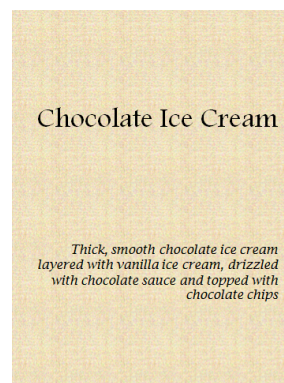 Chocolate Ice Cream
Thick, smooth chocolate ice cream
layered with vanilla ice cream, drizzled
with chocolate sauce and topped with
chocolate chips